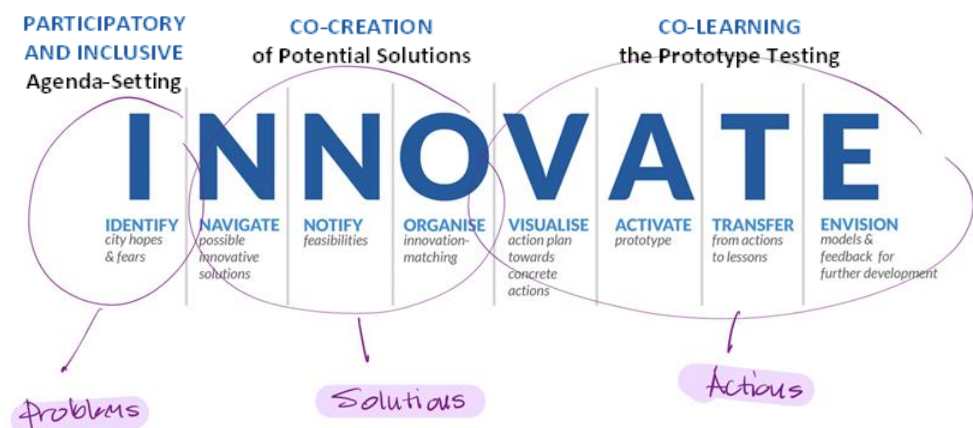 PARTICIPATORY
AND INCLUSIVE
Agenda-Setting
CO-CREATION
of Potential Solutions
CO-LEARNING
the Prototype Testing
INNOVATE
IDENTIFY
city hopes
& fears
NAVIGATE
possible
innovative
solutions
NOTIFY
feasibilities
ORGANISE
innovation-
matching
VISUALISE
action plan
towards
concrete
actions
ACTIVATE
prototype
TRANSFER
from actions
to lessons
ENVISION
models &
feedback for
further development
Problems
Solutions
Actions